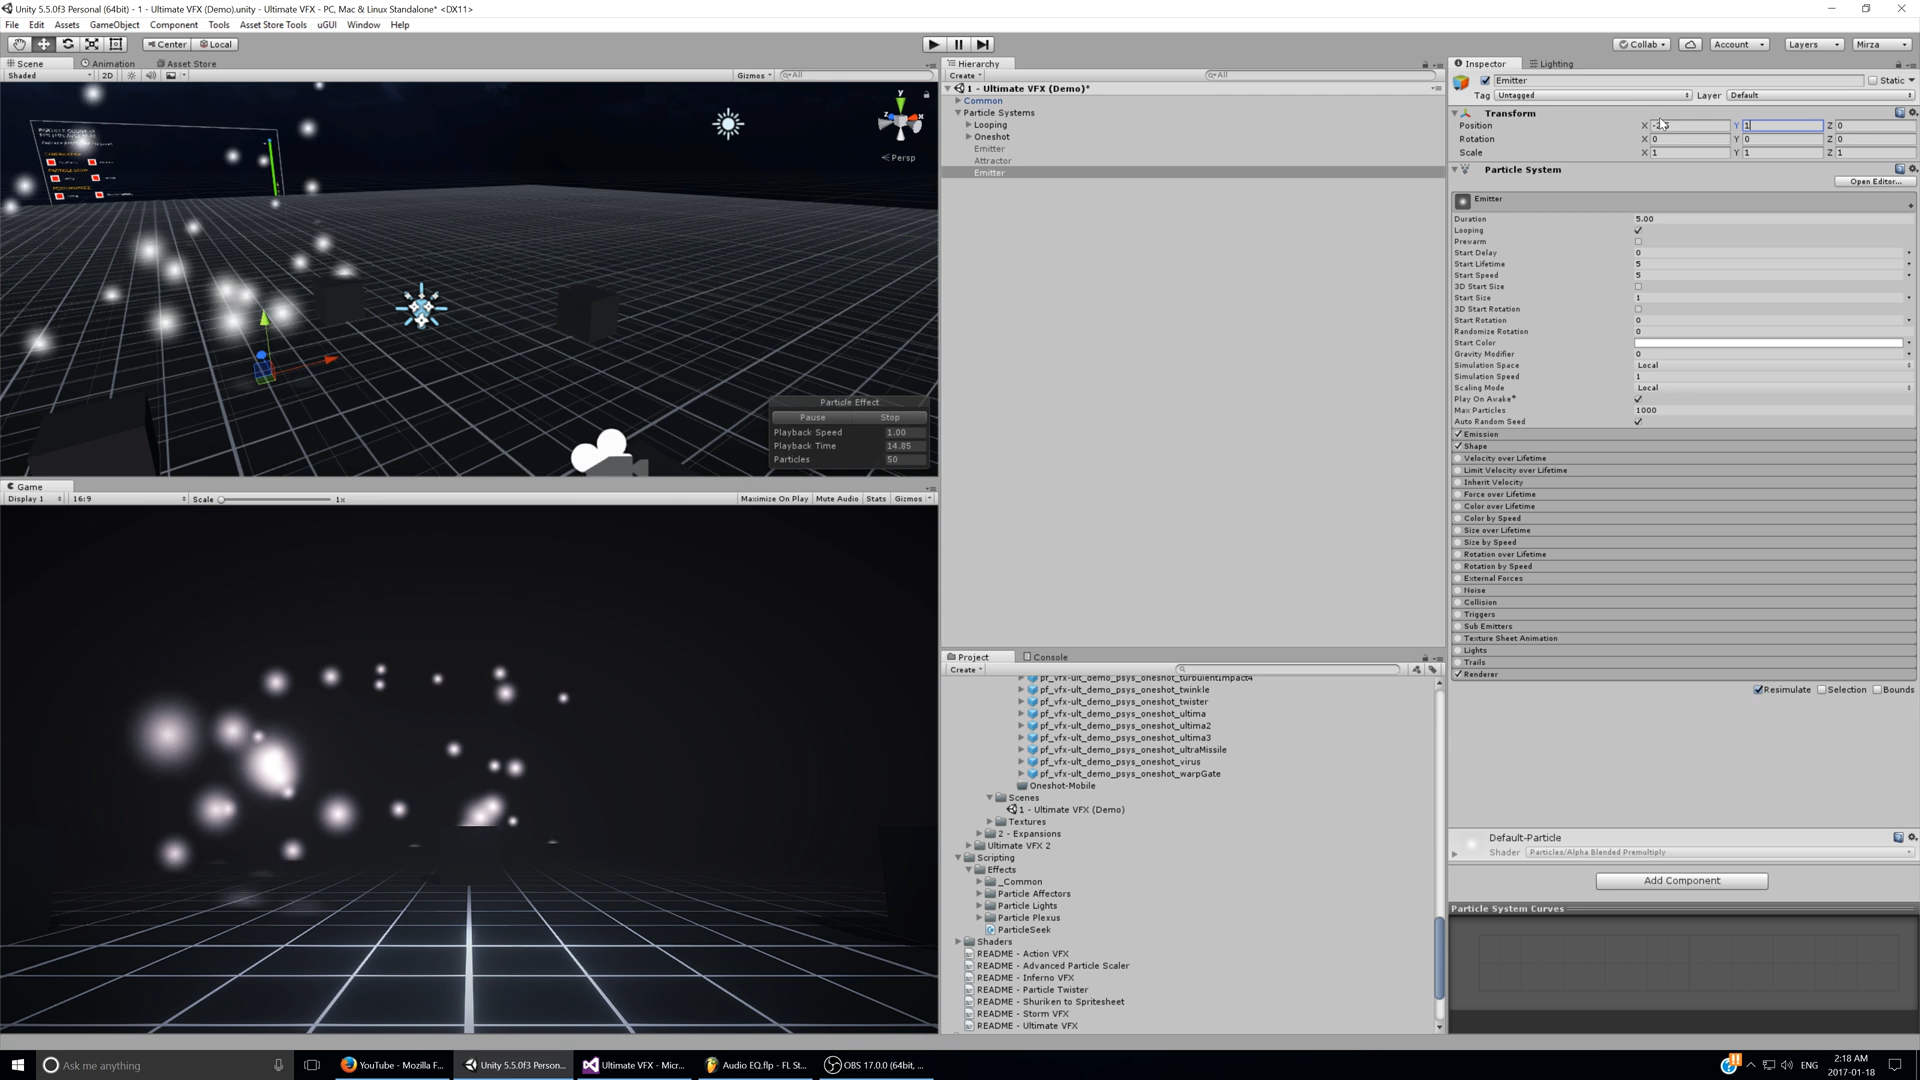 Unity 5.5.0f3 Personal (64bit) - 1 - Ultimate VFX (Demo).unity - Ultimate VFX - PC, Mac & Linux Standalone* <DX11>
File Edit Assets GameObject Component Tools Asset Store Tools uGUI Window Help
Center Local
Collab Account Layers Mirza
Scene Animation Asset Store
Shaded 2D Gizmos All
y
x
Persp
Particle Effect
Pause Stop
Playback Speed 1.00
Playback Time 14.85
Particles 50
Game
Display 1 16:9 Scale 1x Maximize On Play Mute Audio Stats Gizmos
Hierarchy
Create All
1 - Ultimate VFX (Demo)*
Common
Particle Systems
Looping
Oneshot
Emitter
Attractor
Emitter
Project Console
Create
pf_vfx-ult_demo_psys_oneshot_turbulentImpact4
pf_vfx-ult_demo_psys_oneshot_twinkle
pf_vfx-ult_demo_psys_oneshot_twister
pf_vfx-ult_demo_psys_oneshot_ultima
pf_vfx-ult_demo_psys_oneshot_ultima2
pf_vfx-ult_demo_psys_oneshot_ultima3
pf_vfx-ult_demo_psys_oneshot_ultraMissile
pf_vfx-ult_demo_psys_oneshot_virus
pf_vfx-ult_demo_psys_oneshot_warpGate
Oneshot-Mobile
Scenes
1 - Ultimate VFX (Demo)
Textures
2 - Expansions
Ultimate VFX 2
Scripting
Effects
_Common
Particle Affectors
Particle Lights
Particle Plexus
ParticleSeek
Shaders
README - Action VFX
README - Advanced Particle Scaler
README - Inferno VFX
README - Particle Twister
README - Shuriken to Spritesheet
README - Storm VFX
README - Ultimate VFX
Inspector Lighting
Emitter Static
Tag Untagged Layer Default
Transform
Position X Y 1 Z 0
Rotation X 0 Y 0 Z 0
Scale X 1 Y 1 Z 1
Particle System
Open Editor...
Emitter
Duration 5.00
Looping
Prewarm
Start Delay 0
Start Lifetime 5
Start Speed 5
3D Start Size
Start Size 1
3D Start Rotation
Start Rotation 0
Randomize Rotation 0
Start Color
Gravity Modifier 0
Simulation Space Local
Simulation Speed 1
Scaling Mode Local
Play On Awake*
Max Particles 1000
Auto Random Seed
Emission
Shape
Velocity over Lifetime
Limit Velocity over Lifetime
Inherit Velocity
Force over Lifetime
Color over Lifetime
Color by Speed
Size over Lifetime
Size by Speed
Rotation over Lifetime
Rotation by Speed
External Forces
Noise
Collision
Triggers
Sub Emitters
Texture Sheet Animation
Lights
Trails
Renderer
Resimulate Selection Bounds
Default-Particle
Shader Particles/Alpha Blended Premultiply
Add Component
Particle System Curves
Ask me anything
YouTube - Mozilla F...
Unity 5.5.0f3 Person...
Ultimate VFX - Micr...
Audio EQ.flp - FL St...
OBS 17.0.0 (64bit, ...
ENG
2:18 AM
2017-01-18